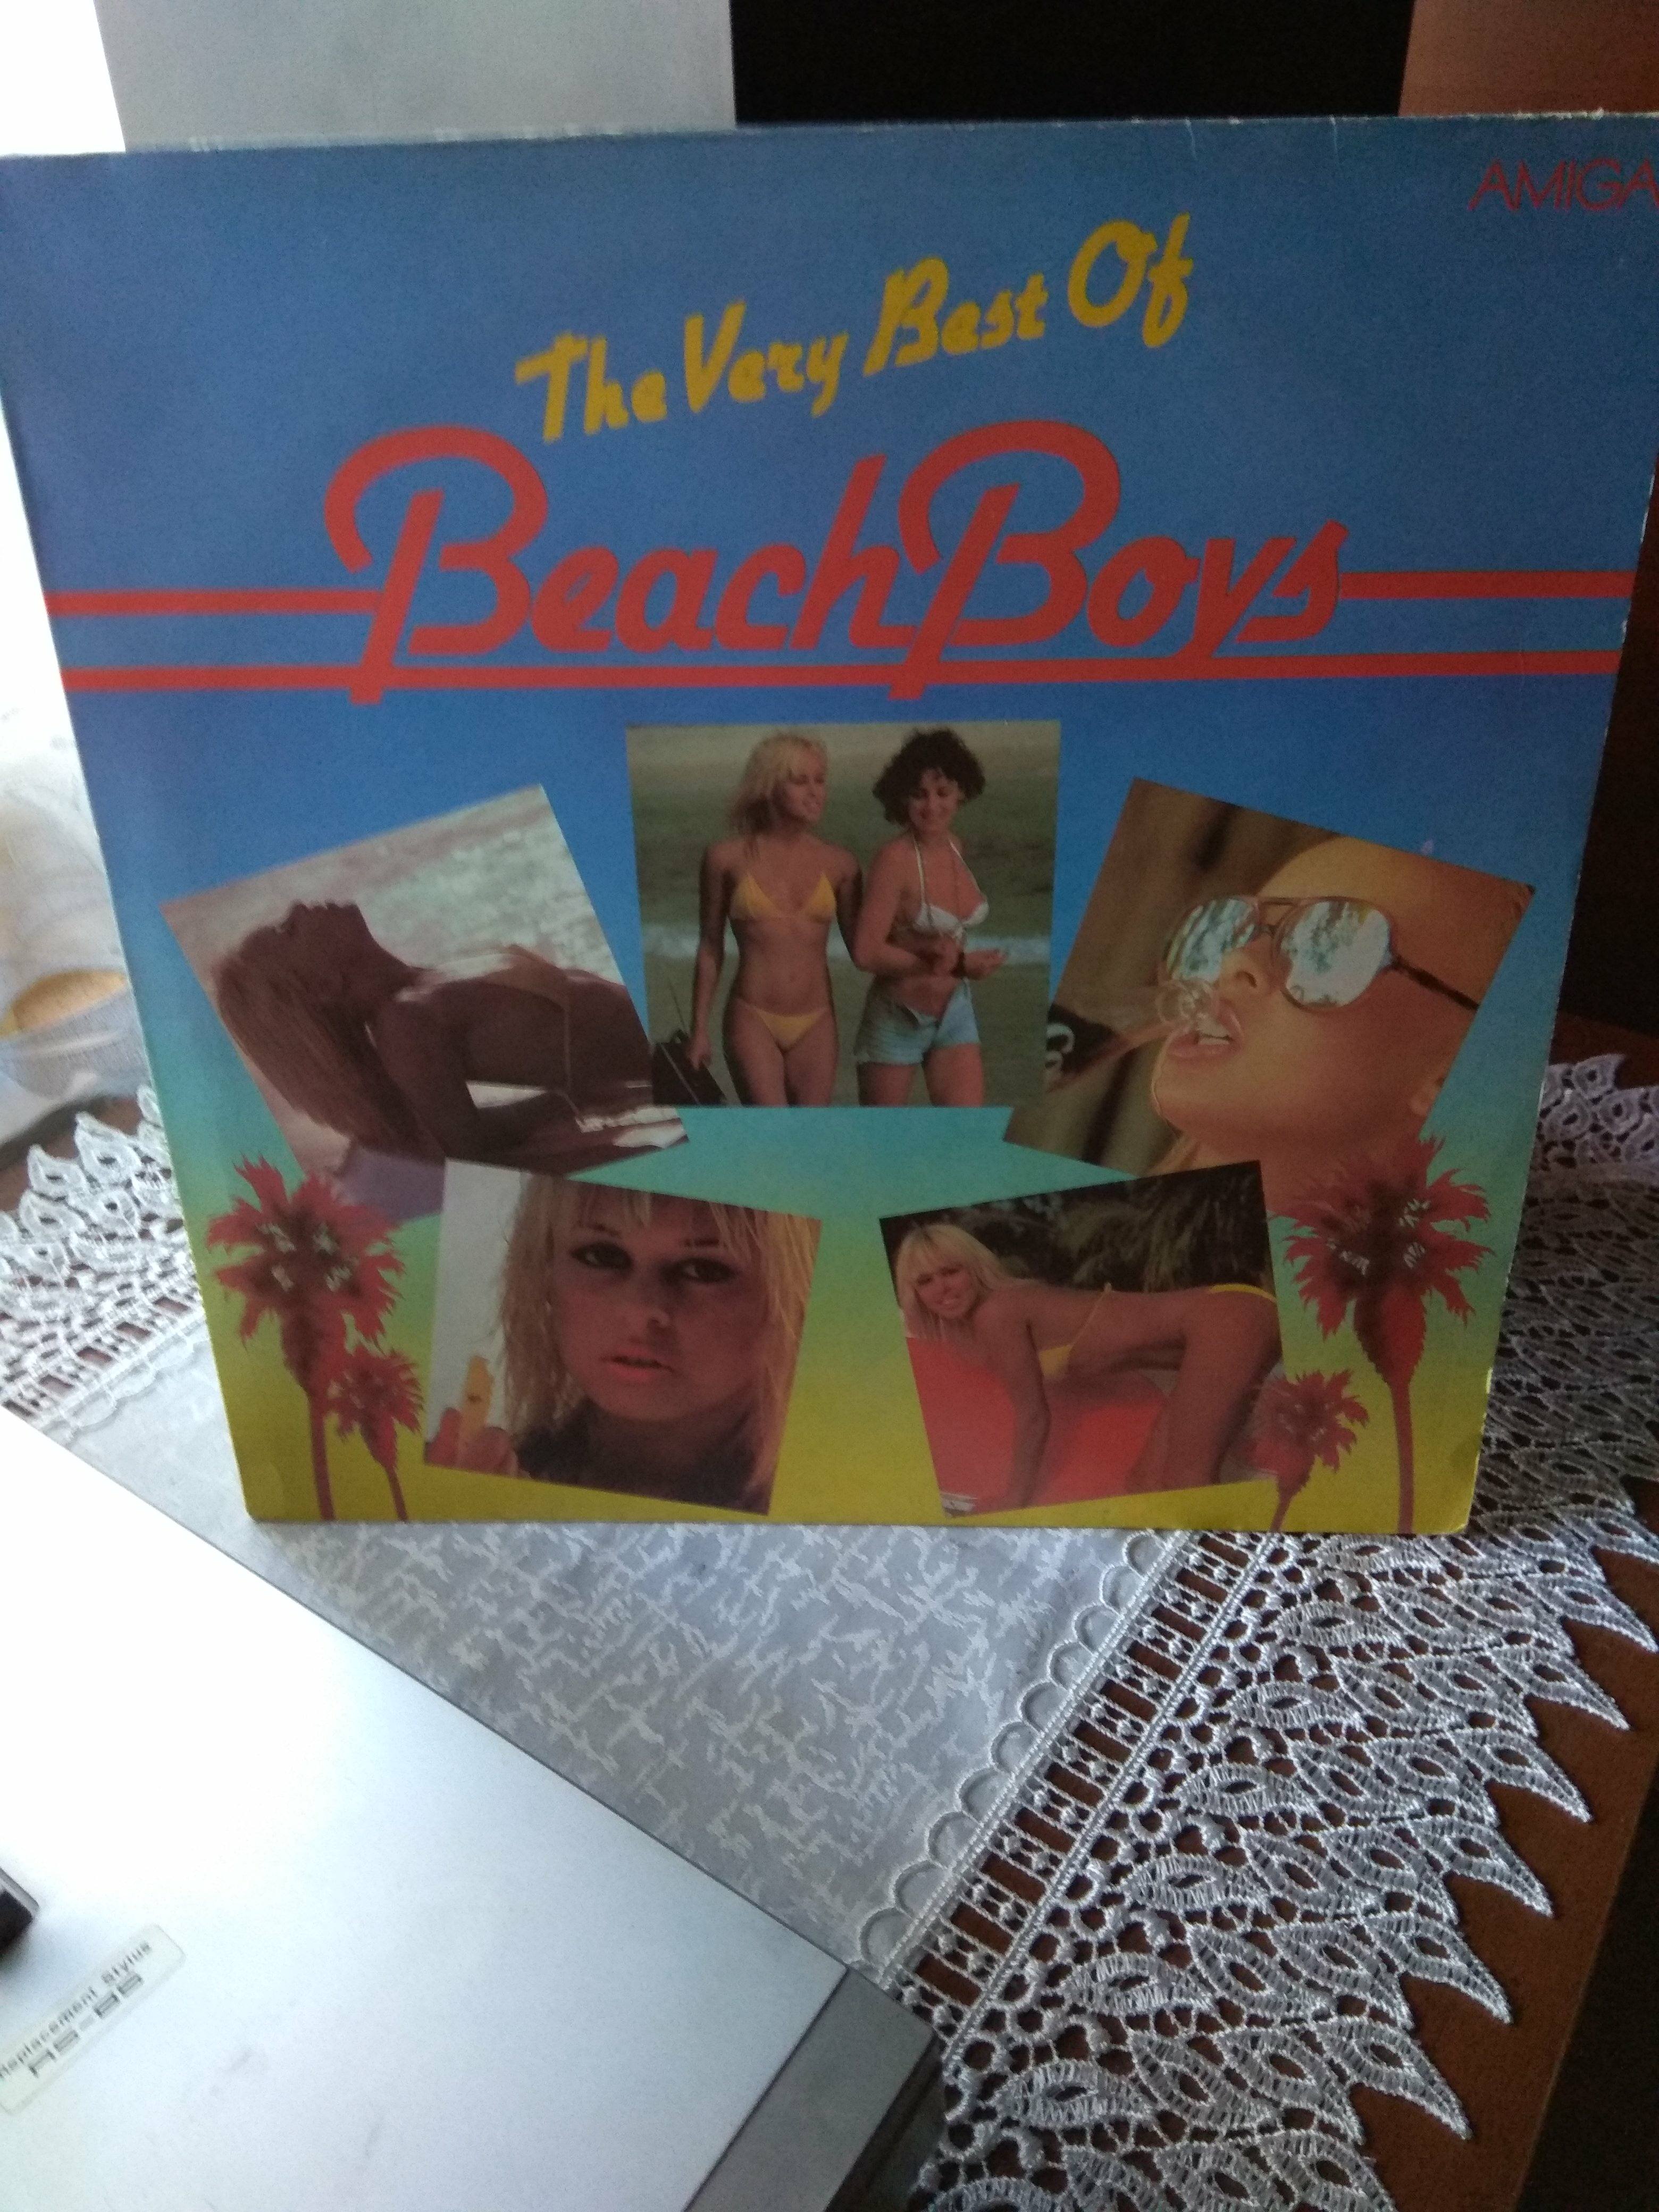 AMIGA
The Very Best Of
Beach Boys
Replacement Stylus